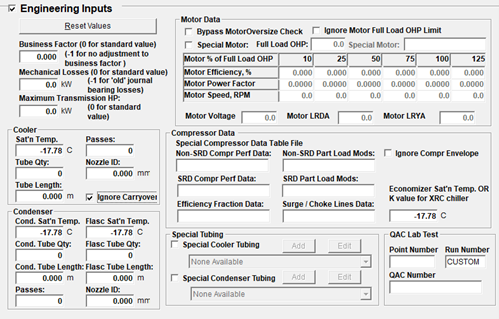 Engineering Inputs
Reset Values
Business Factor (0 for standard value)
0.000 (-1 for no adjustment to
business factor )
Mechanical Losses (0 for standard value)
0.0 kW (-1 for 'old' journal
bearing losses)
Maximum Transmission HP:
0.0 kW (0 for standard
value)
Motor Data
Bypass MotorOversize Check Ignore Motor Full Load OHP Limit
Special Motor: Full Load OHP: 0.0 Special Motor:
Motor % of Full Load OHP 10 25 50 75 100 125
Motor Efficiency, % 0.0000 0.0000 0.0000 0.0000 0.0000 0.0000
Motor Power Factor 0.0000 0.0000 0.0000 0.0000 0.0000 0.0000
Motor Speed, RPM 0.0 0.0 0.0 0.0 0.0 0.0
Motor Voltage 0.0 Motor LRDA 0.0 Motor LRYA 0.0
Cooler
Sat'n Temp. Passes:
-17.78 C 0
Tube Qty: Nozzle ID:
0 0.000 mm
Tube Length:
0.000 m Ignore Carryover
Condenser
Cond. Sat'n Temp. Flasc Sat'n Temp.
-17.78 C -17.78 C
Cond. Tube Qty: Flasc Tube Qty:
0 0
Cond. Tube Length: Flasc Tube Length:
0.000 m 0.000 m
Passes: Nozzle ID:
0 0.000 mm
Compressor Data
Special Compressor Data Table File
Non-SRD Compr Perf Data: Non-SRD Part Load Mods: Ignore Compr Envelope
SRD Compr Perf Data: SRD Part Load Mods:
Economizer Sat'n Temp. OR
K value for XRC chiller
Efficiency Fraction Data: Surge / Choke Lines Data:
-17.78 C
Special Tubing
Special Cooler Tubing Add Edit
None Available
Special Condenser Tubing Add Edit
None Available
QAC Lab Test
Point Number Run Number
CUSTOM
QAC Number